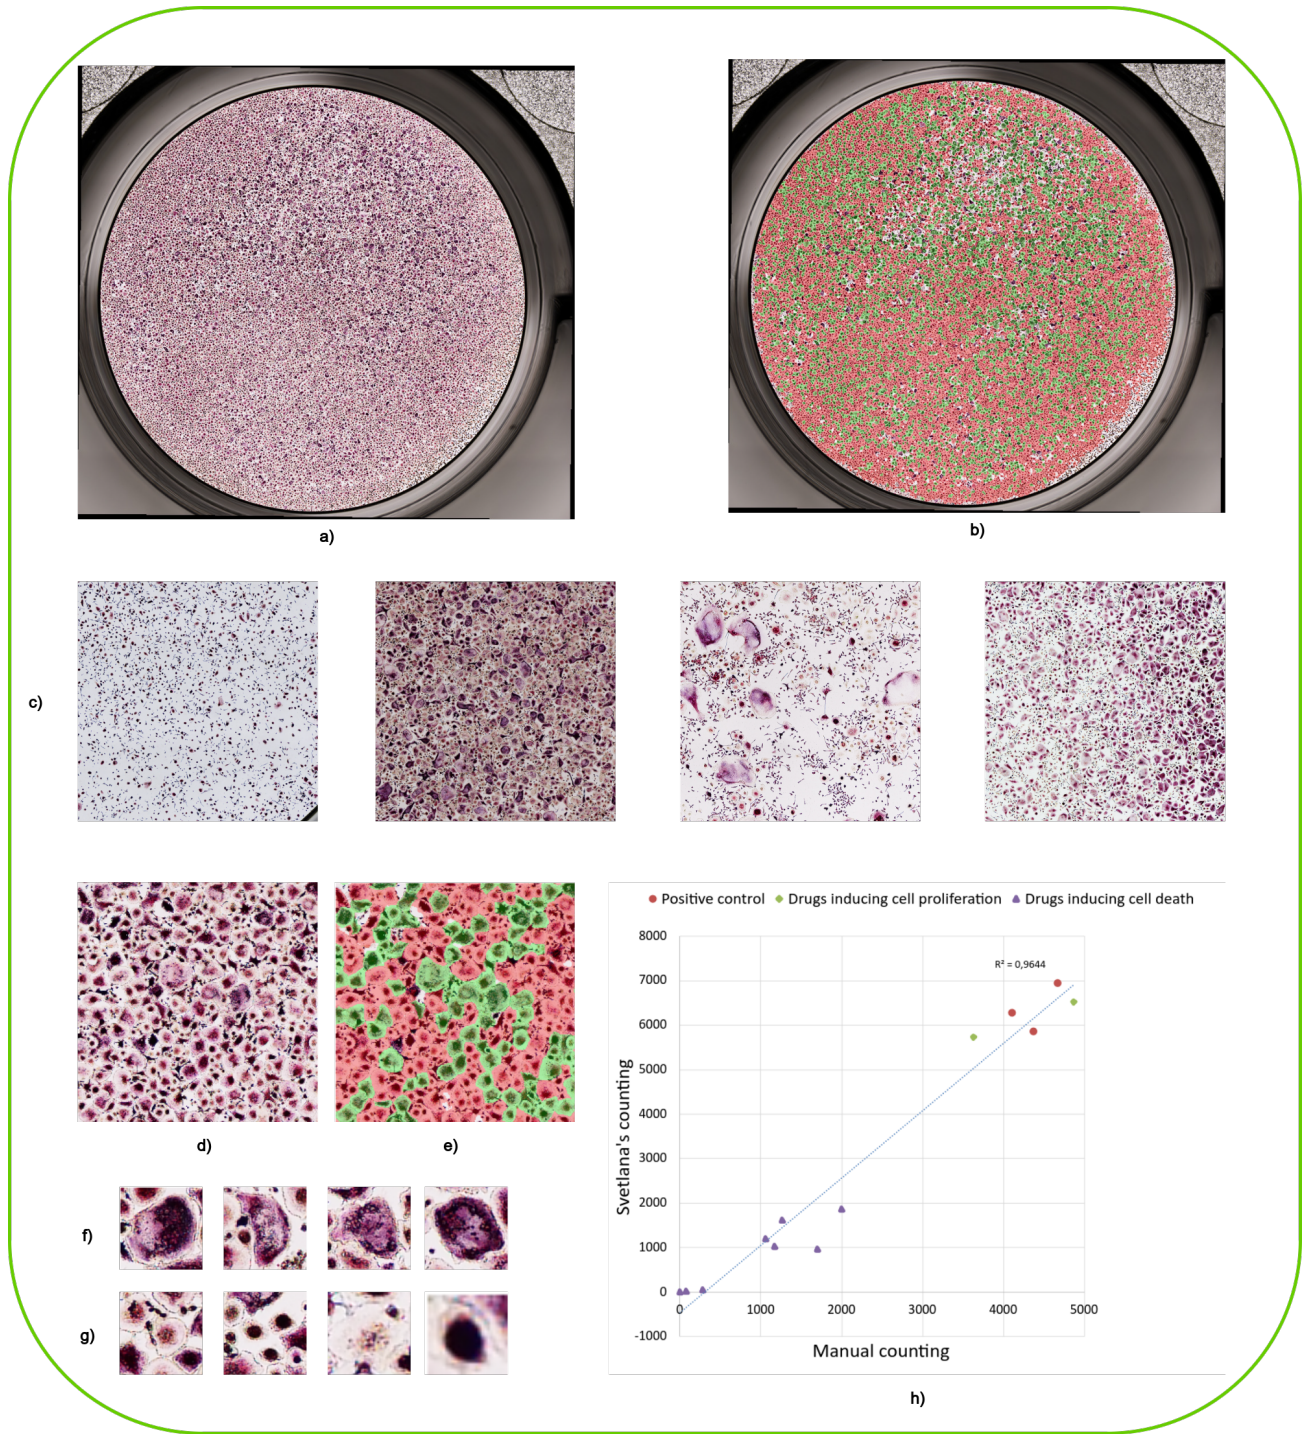 a)
b)
c)
d)
e)
f)
g)
Positive control
Drugs inducing cell proliferation
Drugs inducing cell death
R² = 0,9644
8000
7000
6000
5000
4000
3000
2000
1000
0
-1000
Svetlana's counting
0
1000
2000
3000
4000
5000
Manual counting
h)